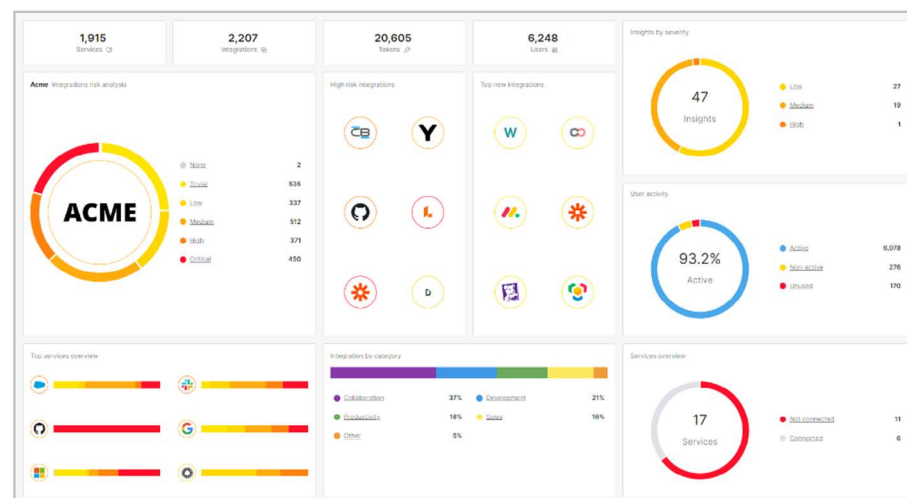 1,915
Services
2,207
Integrations
20,605
Tokens
6,248
Users
Insights by severity
47
Insights
Low 27
Medium 19
High 1
Acme Integrations risk analysis
ACME
None 2
Trivial 535
Low 337
Medium 512
High 371
Critical 450
High risk integrations
CB
Y
L
D
Top new integrations
W
User activity
93.2%
Active
Active 6,078
Non active 276
Unused 170
Top services overview
G
Integration by category
Collaboration 37%
Development 21%
Productivity 18%
Sales 16%
Other 5%
Services overview
17
Services
Not connected 11
Connected 6